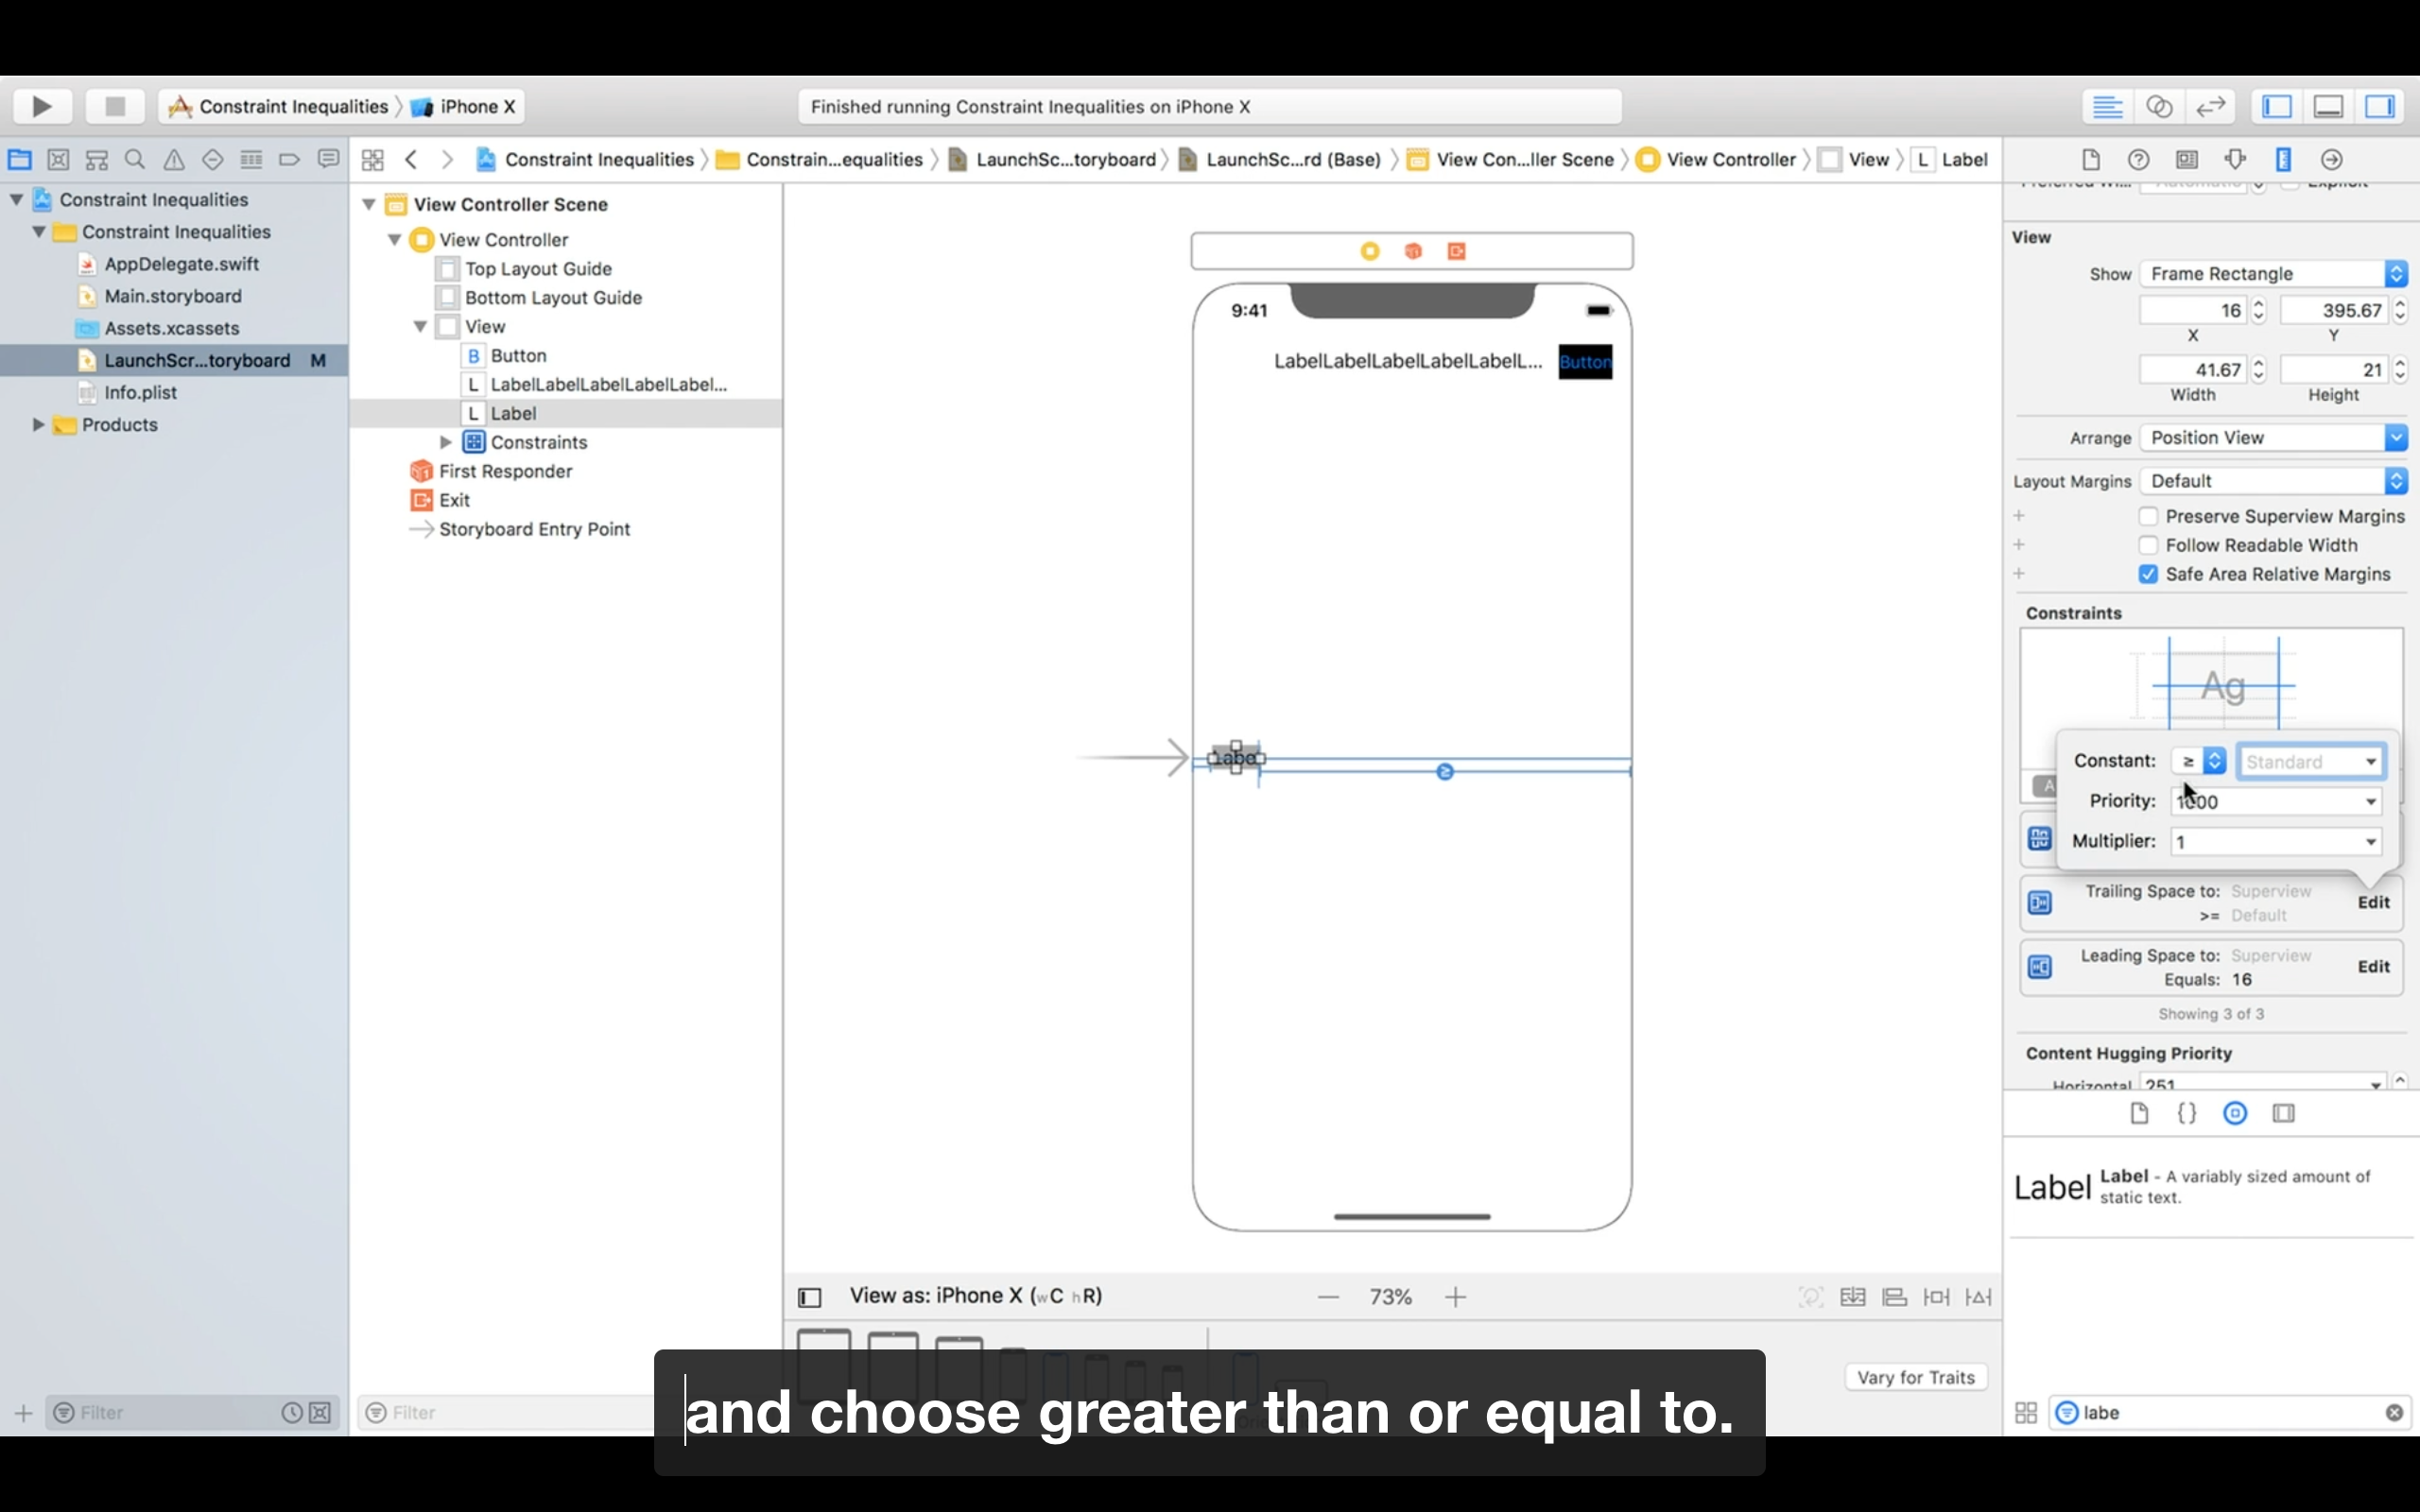 Constraint Inequalities
iPhone X
Finished running Constraint Inequalities on iPhone X
Constraint Inequalities
Constrain...equalities
LaunchSc...toryboard
LaunchSc...rd (Base)
View Con...ller Scene
View Controller
View
L
Label
Constraint Inequalities
Constraint Inequalities
AppDelegate.swift
Main.storyboard
Assets.xcassets
LaunchScr...toryboard M
Info.plist
Products
View Controller Scene
View Controller
Top Layout Guide
Bottom Layout Guide
View
B Button
L LabelLabelLabelLabelLabel...
L Label
Constraints
First Responder
Exit
Storyboard Entry Point
9:41
LabelLabelLabelLabelLabelL...
Button
View
Show Frame Rectangle
16 395.67
X Y
41.67 21
Width Height
Arrange Position View
Layout Margins Default
Preserve Superview Margins
Follow Readable Width
Safe Area Relative Margins
Constraints
Ag
Constant: ≥ Standard
Priority:
Multiplier: 1
Trailing Space to: Superview
>= Default
Edit
Leading Space to: Superview
Equals: 16
Edit
Showing 3 of 3
Content Hugging Priority
Horizontal 251
Label
Label - A variably sized amount of
static text.
View as: iPhone X (wC hR)
73%
Vary for Traits
Filter
Filter
labe
and choose greater than or equal to.